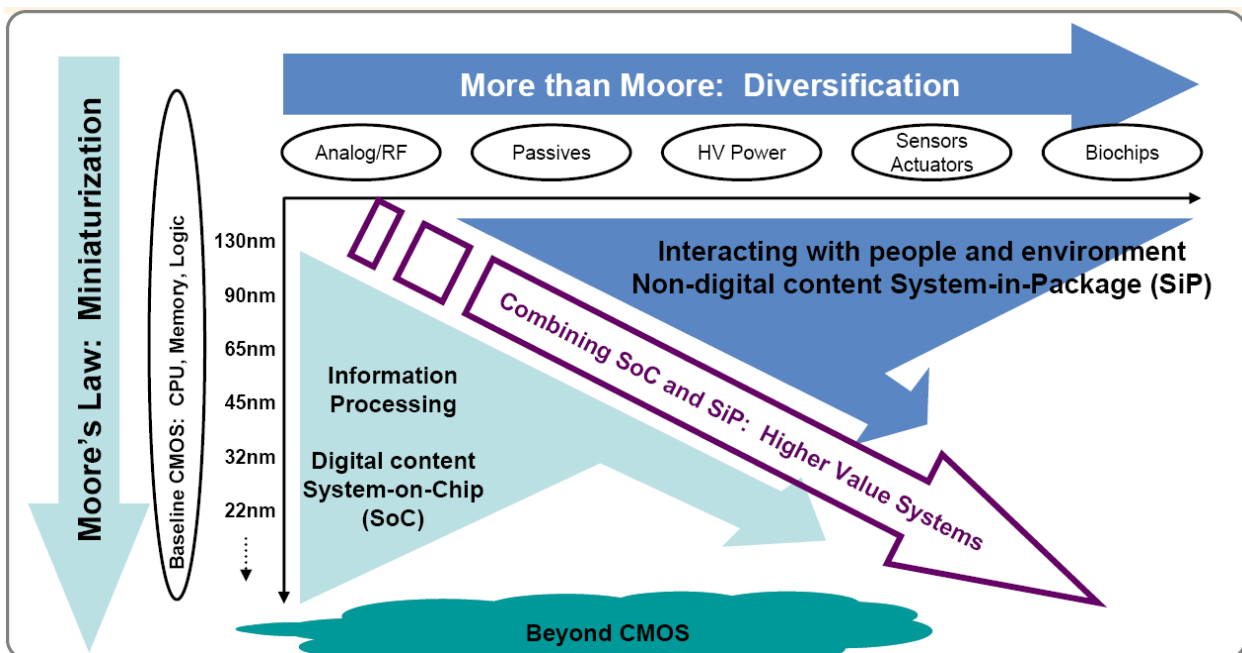 More than Moore: Diversification
Moore's Law: Miniaturization
Baseline CMOS: CPU, Memory, Logic
Analog/RF
Passives
HV Power
Sensors
Actuators
Biochips
130nm
90nm
65nm
45nm
32nm
22nm
Interacting with people and environment
Non-digital content System-in-Package (SiP)
Combining SoC and SiP: Higher Value Systems
Information
Processing
Digital content
System-on-Chip
(SoC)
Beyond CMOS